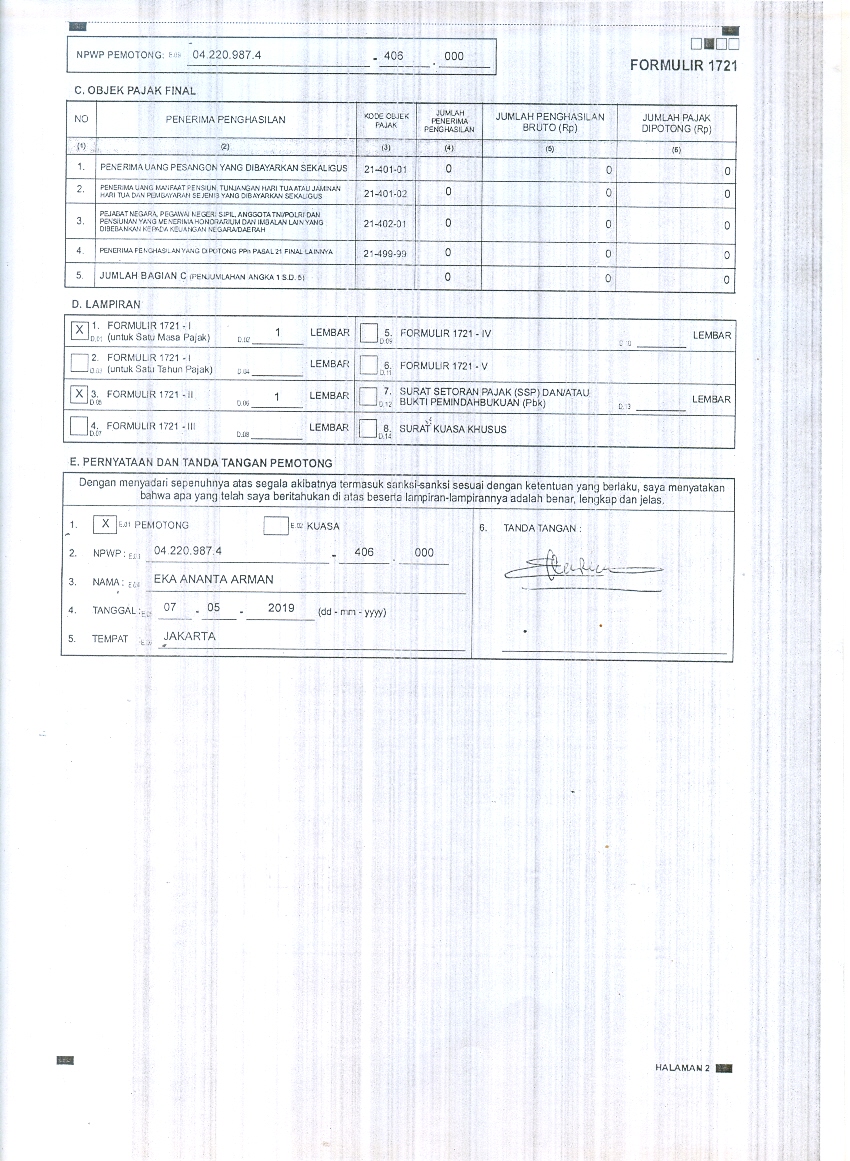 NPWP PEMOTONG: 04.220.987.4 - 406 . 000
FORMULIR 1721
C. OBJEK PAJAK FINAL
NO PENERIMA PENGHASILAN KODE OBJEK PAJAK JUMLAH PENERIMA PENGHASILAN JUMLAH PENGHASILAN BRUTO (Rp) JUMLAH PAJAK DIPOTONG (Rp)
(1) (2) (3) (4) (5) (6)
1. PENERIMA UANG PESANGON YANG DIBAYARKAN SEKALIGUS 21-401-01 0 0 0
2. PENERIMA UANG MANFAAT PENSIUN, TUNJANGAN HARI TUA ATAU JAMINAN HARI TUA DAN PEMBAYARAN SEJENIS YANG DIBAYARKAN SEKALIGUS 21-401-02 0 0 0
3. PEJABAT NEGARA, PEGAWAI NEGERI SIPIL, ANGGOTA TNI/POLRI DAN PENSIUNAN YANG MENERIMA HONORARIUM DAN IMBALAN LAIN YANG DIBEBANKAN KEPADA KEUANGAN NEGARA/DAERAH 21-402-01 0 0 0
4. PENERIMA PENGHASILAN YANG DIPOTONG PPh PASAL 21 FINAL LAINNYA 21-499-99 0 0 0
5. JUMLAH BAGIAN C (PENJUMLAHAN ANGKA 1 S.D. 5) 0 0 0
D. LAMPIRAN
X 1. FORMULIR 1721 - I (untuk Satu Masa Pajak) D.01 D.02 1 LEMBAR
5. FORMULIR 1721 - IV D.09 D.10 LEMBAR
2. FORMULIR 1721 - I (untuk Satu Tahun Pajak) D.03 D.04 LEMBAR
6. FORMULIR 1721 - V D.11
X 3. FORMULIR 1721 - II D.05 D.06 1 LEMBAR
7. SURAT SETORAN PAJAK (SSP) DAN/ATAU BUKTI PEMINDAHBUKUAN (Pbk) D.12 D.13 LEMBAR
4. FORMULIR 1721 - III D.07 D.08 LEMBAR
8. SURAT KUASA KHUSUS D.14
E. PERNYATAAN DAN TANDA TANGAN PEMOTONG
Dengan menyadari sepenuhnya atas segala akibatnya termasuk sanksi-sanksi sesuai dengan ketentuan yang berlaku, saya menyatakan
bahwa apa yang telah saya beritahukan di atas beserta lampiran-lampirannya adalah benar, lengkap dan jelas.
1. X E.01 PEMOTONG E.02 KUASA
6. TANDA TANGAN :
2. NPWP : E.03 04.220.987.4 - 406 . 000
3. NAMA : E.04 EKA ANANTA ARMAN
4. TANGGAL : E.05 07 - 05 - 2019 (dd - mm - yyyy)
5. TEMPAT JAKARTA
HALAMAN 2